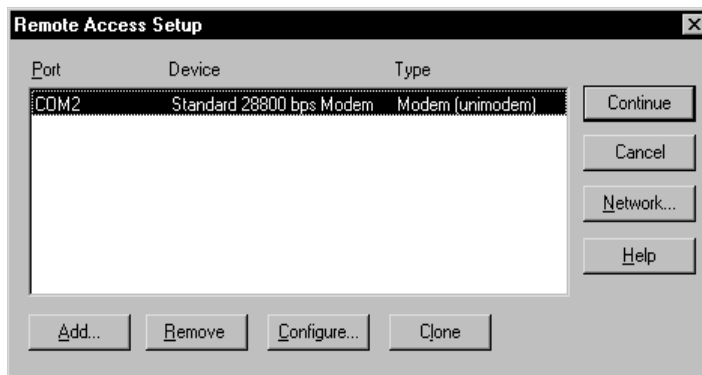 Remote Access Setup
Port Device Type
COM2 Standard 28800 bps Modem Modem (unimodem)
Continue
Cancel
Network...
Help
Add... Remove Configure... Clone